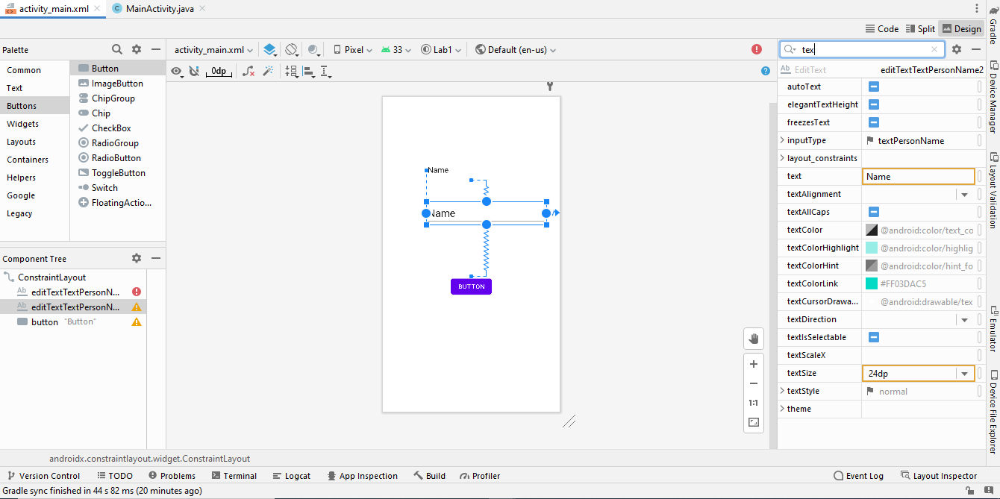 activity_main.xml
MainActivity.java
Code
Split
Design
Palette
activity_main.xml
Pixel
33
Lab1
Default (en-us)
tex
Common
Text
Buttons
Widgets
Layouts
Containers
Helpers
Google
Legacy
Button
ImageButton
ChipGroup
Chip
CheckBox
RadioGroup
RadioButton
ToggleButton
Switch
FloatingActio...
0dp
Ab EditText
editTextTextPersonName2
autoText
elegantTextHeight
freezesText
inputType textPersonName
layout_constraints
text Name
textAlignment
textAllCaps
textColor @android:color/text_co
textColorHighlight @android:color/highlig
textColorHint @android:color/hint_fo
textColorLink #FF03DAC5
textCursorDrawa... @android:drawable/tex
textDirection
textIsSelectable
textScaleX
textSize 24dp
textStyle normal
theme
Name
Name
BUTTON
Component Tree
ConstraintLayout
Ab editTextTextPersonN...
Ab editTextTextPersonN...
button "Button"
1:1
Gradle
Device Manager
Layout Validation
Emulator
Device File Explorer
androidx.constraintlayout.widget.ConstraintLayout
Version Control
TODO
Problems
Terminal
Logcat
App Inspection
Build
Profiler
Event Log
Layout Inspector
Gradle sync finished in 44 s 82 ms (20 minutes ago)